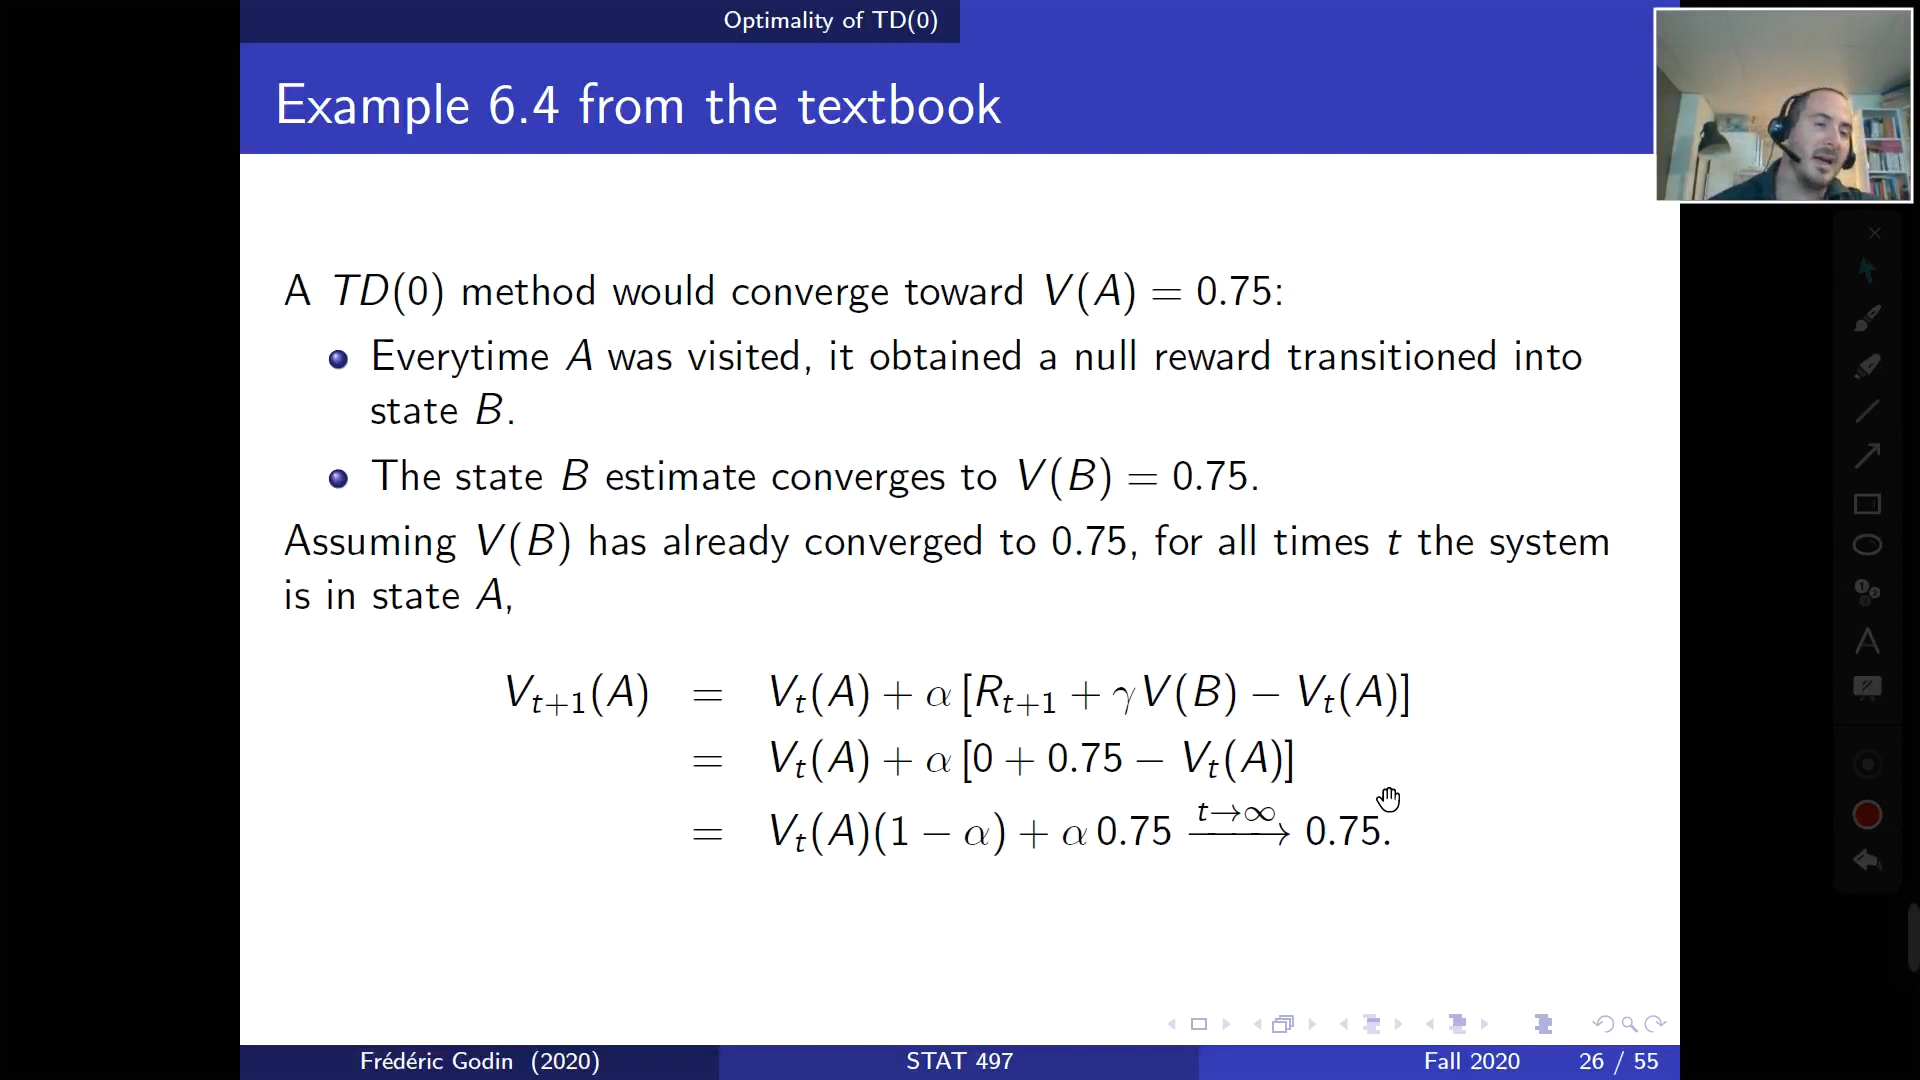 Optimality of TD(0)
Example 6.4 from the textbook
A TD(0) method would converge toward V(A) = 0.75:
Everytime A was visited, it obtained a null reward transitioned into
state B.
The state B estimate converges to V(B) = 0.75.
Assuming V(B) has already converged to 0.75, for all times t the system
is in state A,
V_{t+1}(A) = V_t(A) + α [R_{t+1} + γV(B) − V_t(A)]
= V_t(A) + α [0 + 0.75 − V_t(A)]
= V_t(A)(1 − α) + α 0.75 \xrightarrow{t→∞} 0.75.
Frédéric Godin (2020) STAT 497 Fall 2020 26 / 55